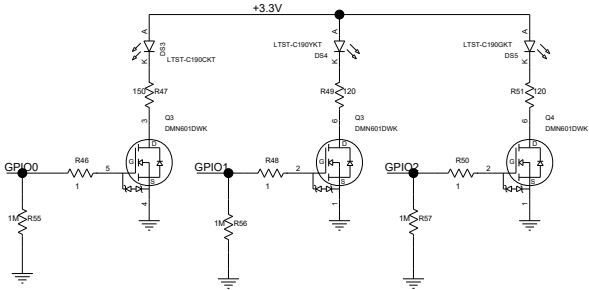 +3.3V
A
DS3
LTST-C190CKT
K
150 R47
3
Q3
DMN601DWK
D
G
S
4
GPIO0
R46
5
1
1M R55
A
LTST-C190YKT
DS4
K
R49 120
6
Q3
DMN601DWK
D
G
S
1
GPIO1
R48
2
1
1M R56
A
LTST-C190GKT
DS5
K
R51 120
6
Q4
DMN601DWK
D
G
S
1
GPIO2
R50
2
1
1M R57